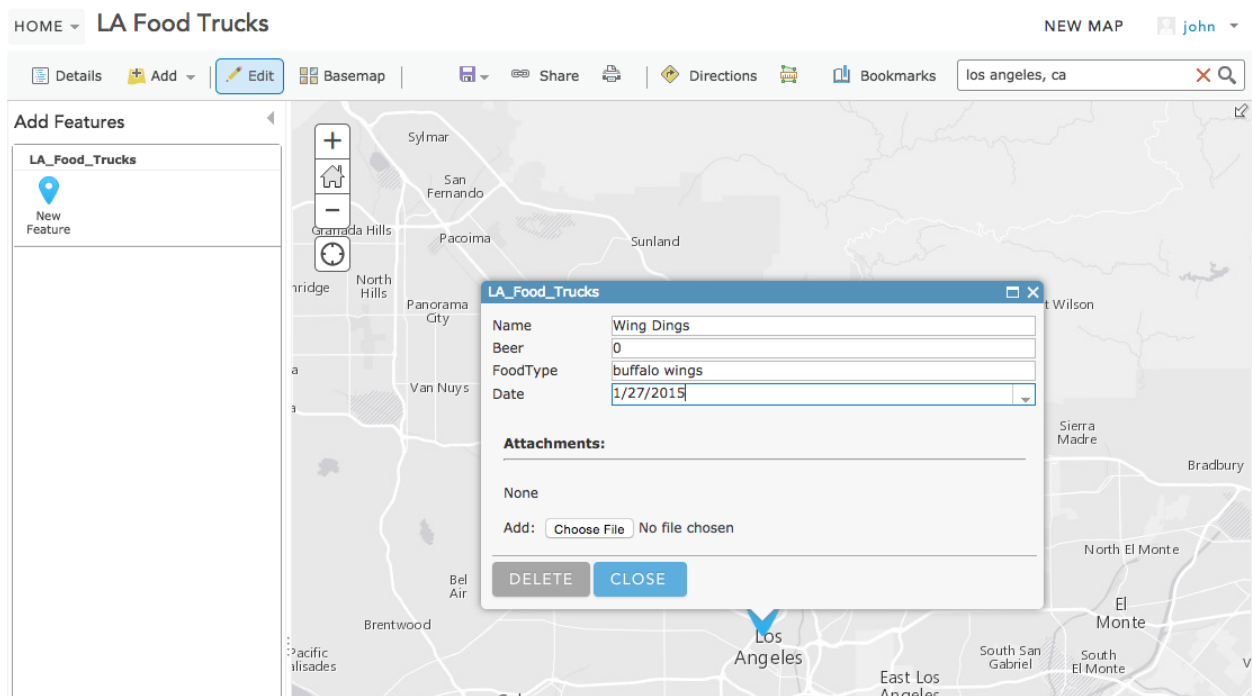 HOME LA Food Trucks NEW MAP john
Details Add Edit Basemap Share Directions Bookmarks los angeles, ca
Add Features
LA_Food_Trucks
New
Feature
Sylmar
San
Fernando
Granada Hills
Pacoima
Sunland
North
Hills
Panorama
City
t Wilson
Van Nuys
LA_Food_Trucks
Name Wing Dings
Beer 0
FoodType buffalo wings
Date 1/27/2015
Attachments:
None
Add: Choose File No file chosen
DELETE CLOSE
Sierra
Madre
Bradbury
North El Monte
Bel
Air
Brentwood
Los
Angeles
El
Monte
Pacific
alisades
South San
Gabriel
South
El Monte
East Los
Angeles